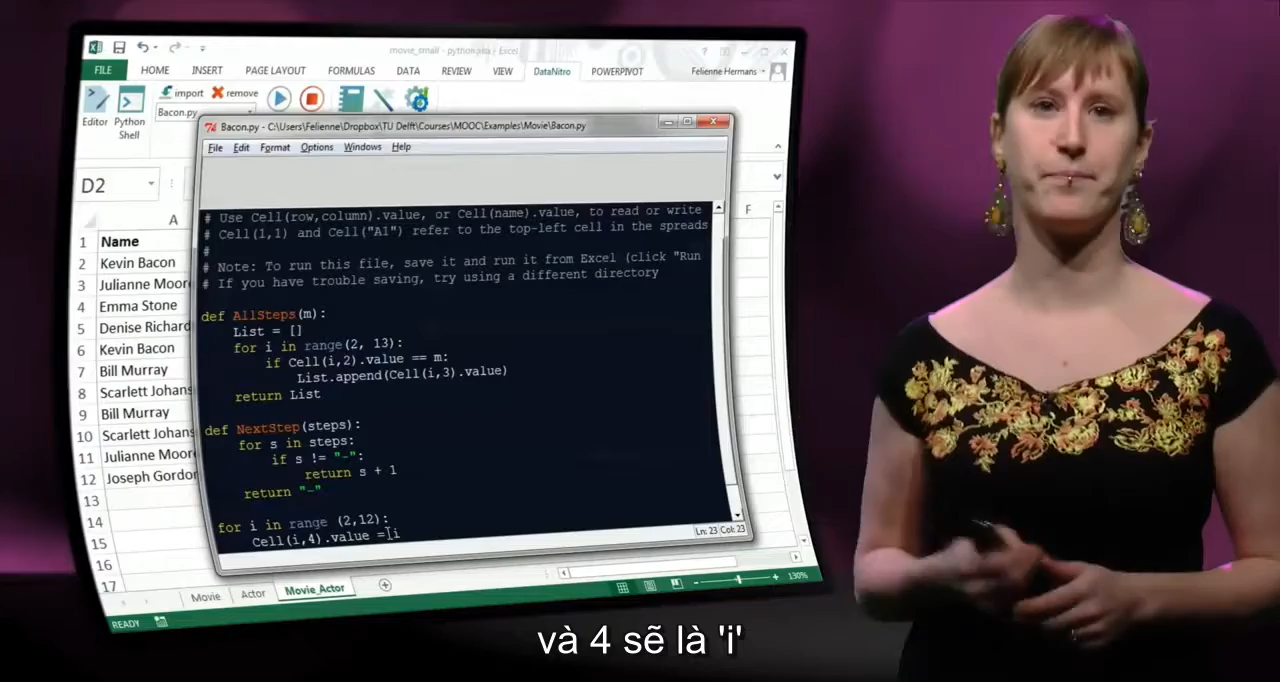 movie_small - python.xlsx - Excel
FILE HOME INSERT PAGE LAYOUT FORMULAS DATA REVIEW VIEW DataNitro POWERPIVOT Felienne Hermans
import remove
Bacon.py
Editor Python Shell
Bacon.py - C:\Users\Felienne\Dropbox\TU Delft\Courses\MOOC\Examples\Movie\Bacon.py
File Edit Format Options Windows Help
D2
A F
# Use Cell(row,column).value, or Cell(name).value, to read or write
# Cell(1,1) and Cell("A1") refer to the top-left cell in the spreads
#
# Note: To run this file, save it and run it from Excel (click "Run
# If you have trouble saving, try using a different directory
def AllSteps(m):
List = []
for i in range(2, 13):
if Cell(i,2).value == m:
List.append(Cell(i,3).value)
return List
def NextStep(steps):
for s in steps:
if s != "-":
return s + 1
return "-"
for i in range (2,12):
Cell(i,4).value =i
Ln: 23 Col: 23
1 Name
2 Kevin Bacon
3 Julianne Moor
4 Emma Stone
5 Denise Richard
6 Kevin Bacon
7 Bill Murray
8 Scarlett Johans
9 Bill Murray
10 Scarlett Johans
11 Julianne Moor
12 Joseph Gordo
13
14
15
16
17
Movie Actor Movie_Actor
READY 130%
và 4 sẽ là 'i'